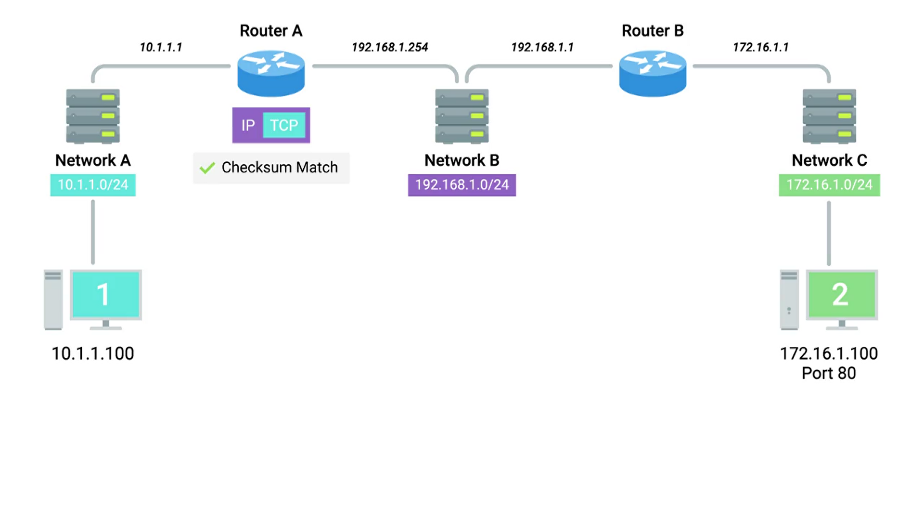 Router A
Router B
10.1.1.1
192.168.1.254
192.168.1.1
172.16.1.1
IP TCP
Checksum Match
Network A
Network B
Network C
10.1.1.0/24
192.168.1.0/24
172.16.1.0/24
1
2
10.1.1.100
172.16.1.100
Port 80